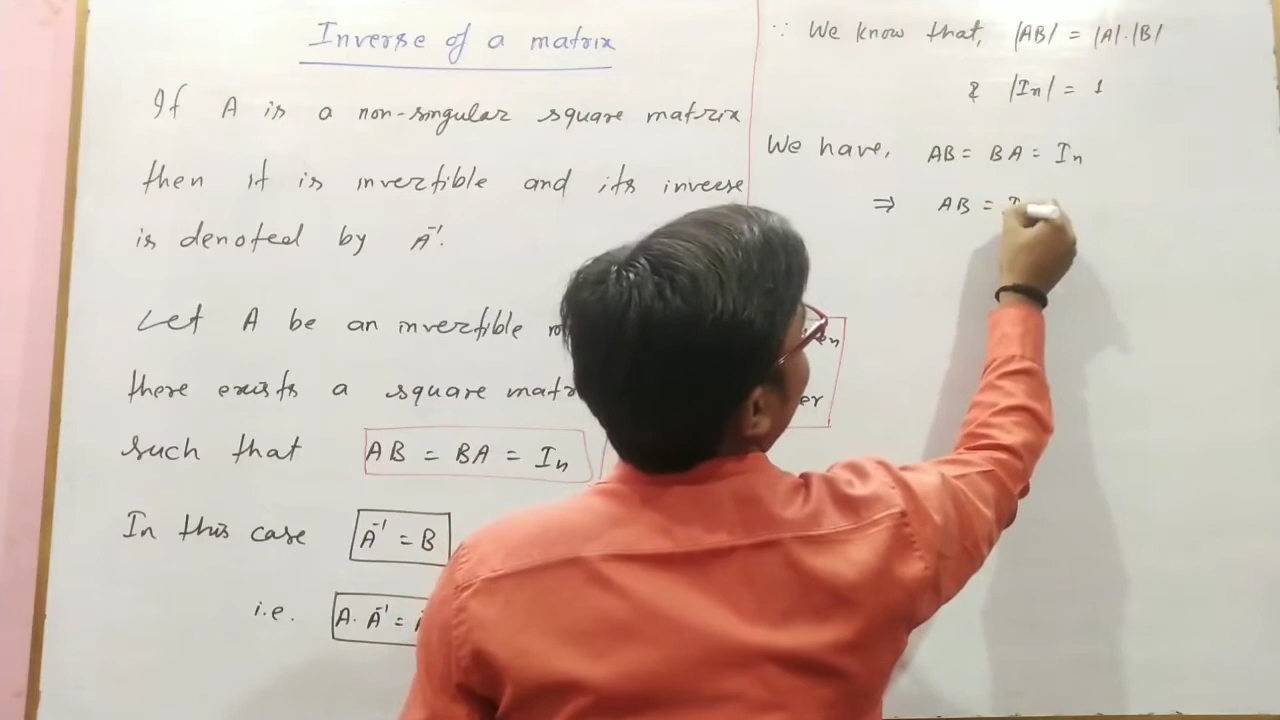 Inverse of a matrix
If A is a non-singular square matrix
then it is invertible and its inverse
is denoted by A⁻¹.
Let A be an invertible
there exists a square
such that AB = BA = Iₙ
In this case A⁻¹ = B
i.e. A. A⁻¹ =
∵ We know that, |AB| = |A|.|B|
& |Iₙ| = 1
We have, AB = BA = Iₙ
⇒ AB =